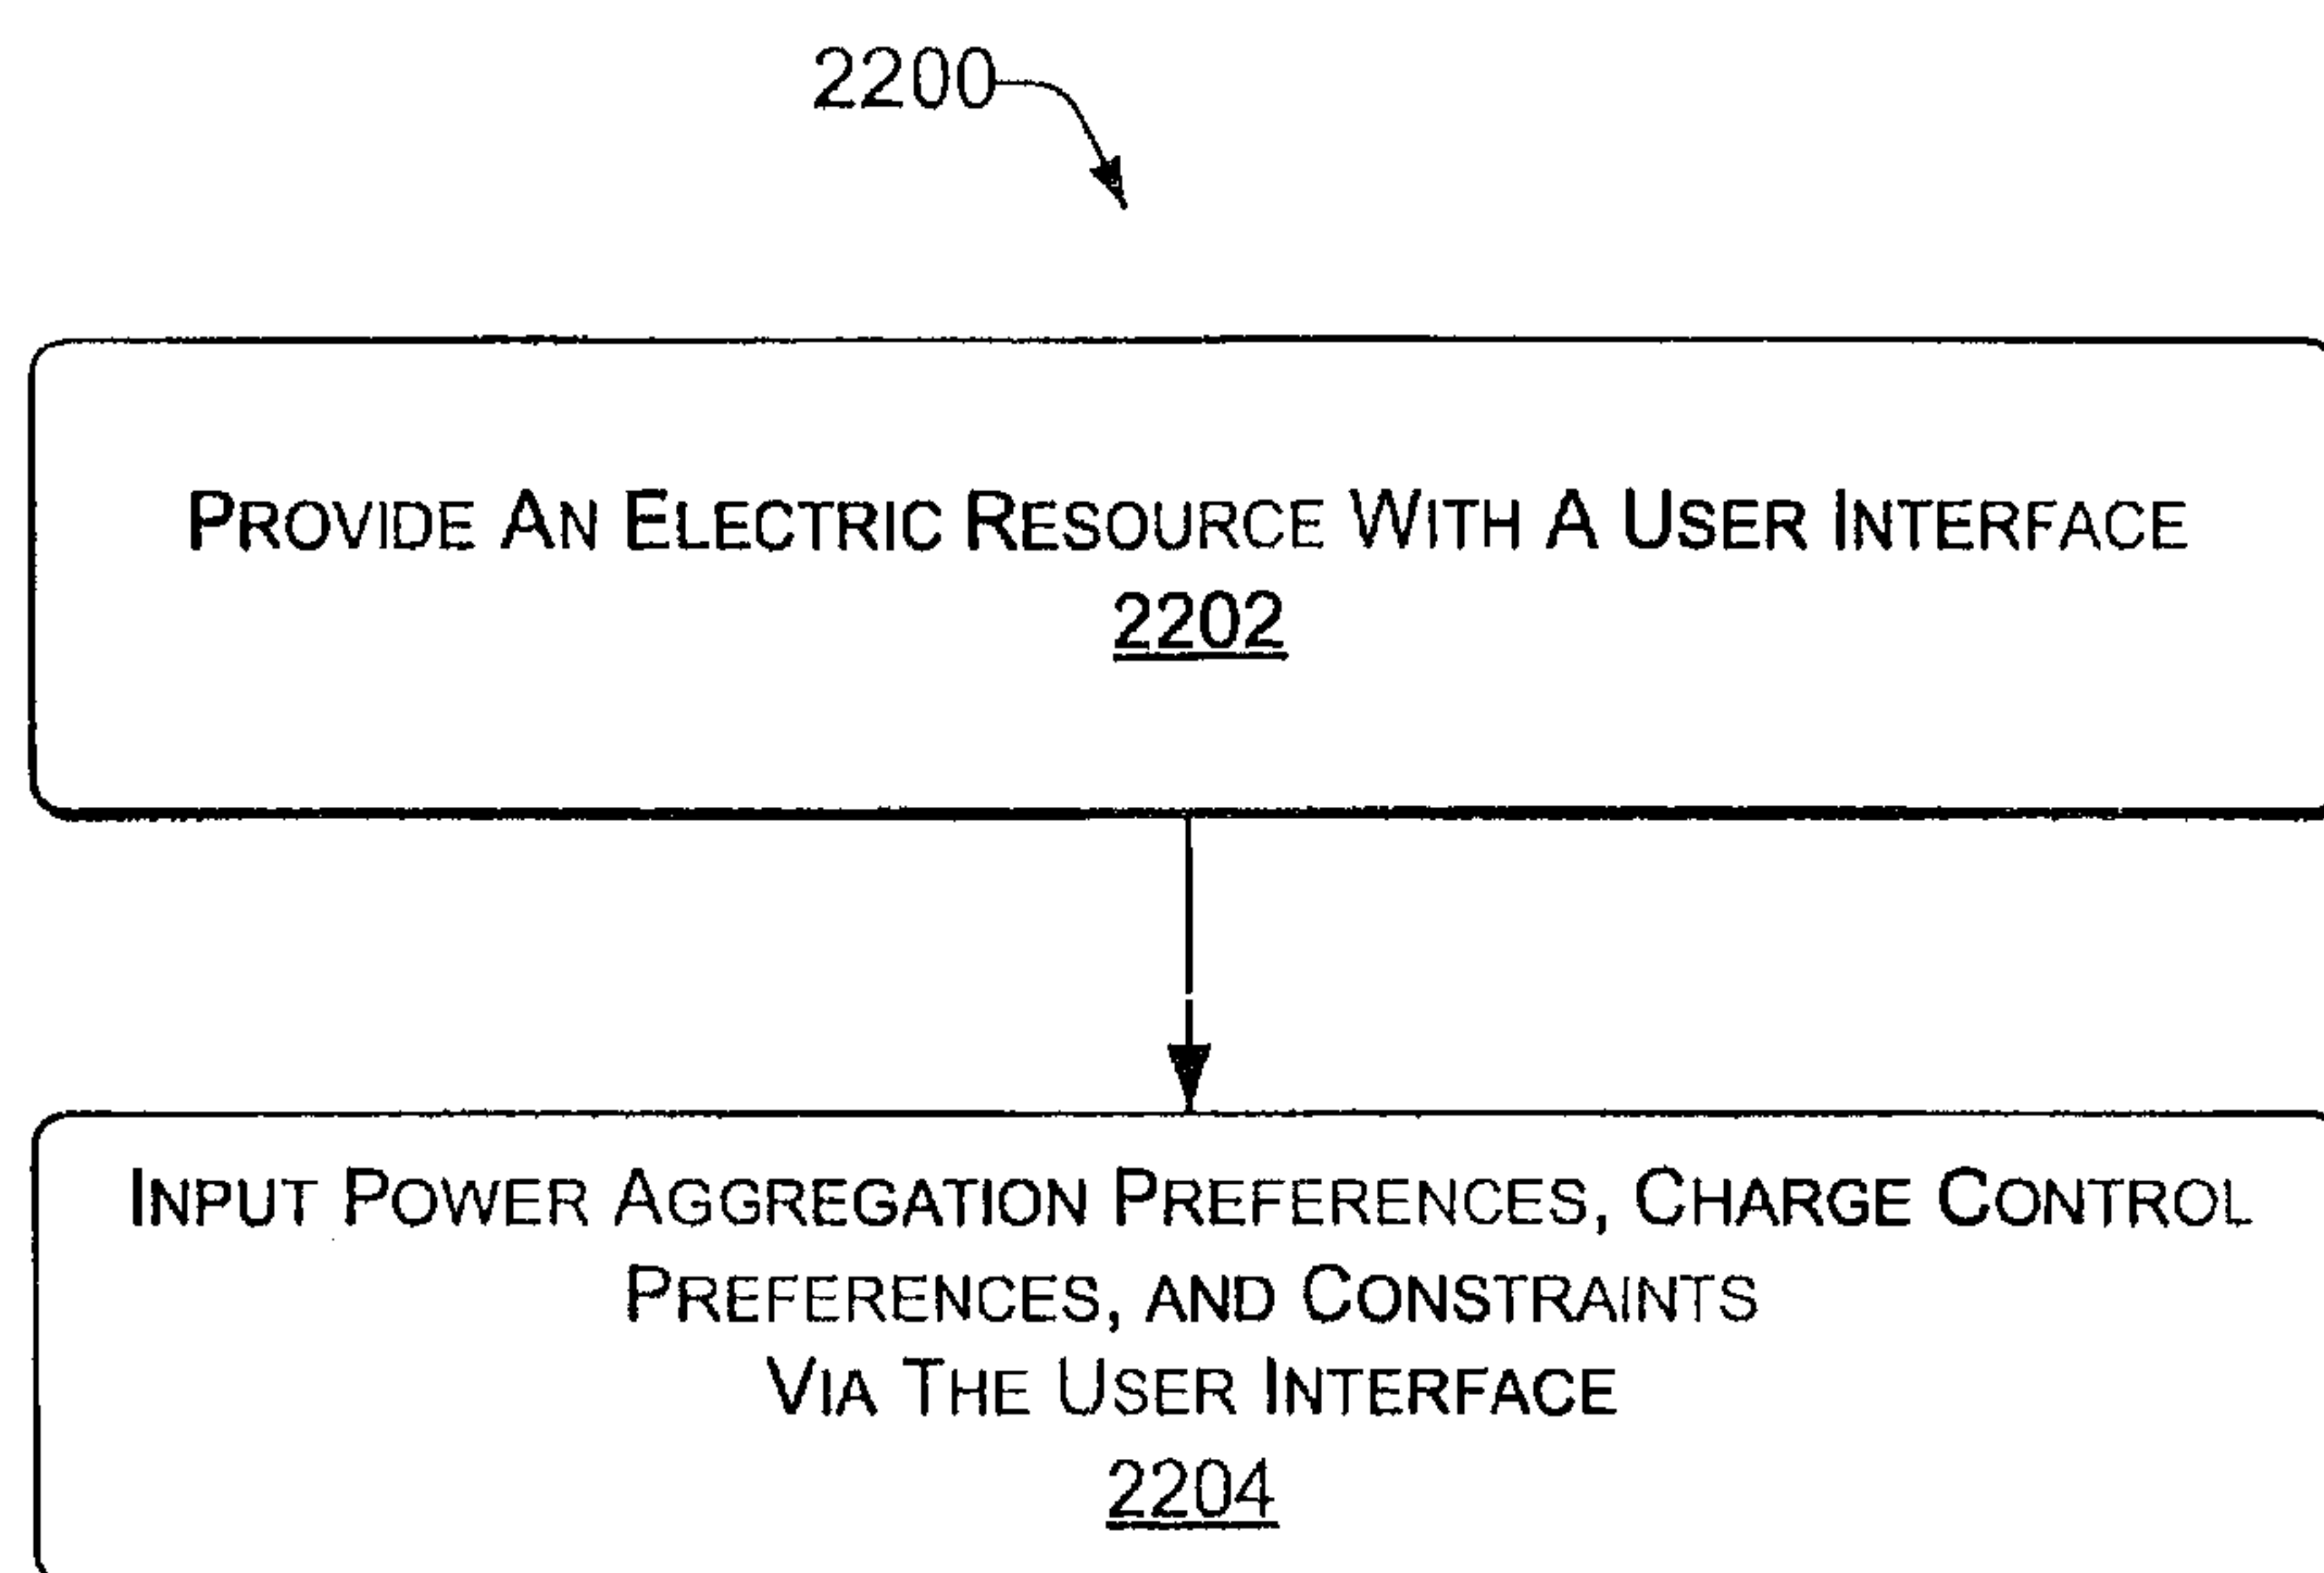 2200
PROVIDE AN ELECTRIC RESOURCE WITH A USER INTERFACE
2202
INPUT POWER AGGREGATION PREFERENCES, CHARGE CONTROL
PREFERENCES, AND CONSTRAINTS
VIA THE USER INTERFACE
2204